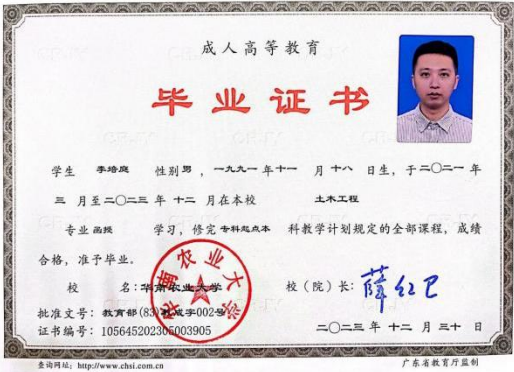 成人高等教育
毕业证书
学生 李培庭 性别 男，一九九一年十一月十八日生，于二〇二一年
三月至二〇二三年十二月在本校 土木工程
专业 函授 学习，修完 专科起点本科教学计划规定的全部课程，成绩
合格，准予毕业。
校 名：华南农业大学 校（院）长：薛红卫
批准文号：教育部(83)教成字002号
证书编号：105645202305003905 二〇二三年十二月三十日
查询网址：http://www.chsi.com.cn 广东省教育厅监制
华南农业大学